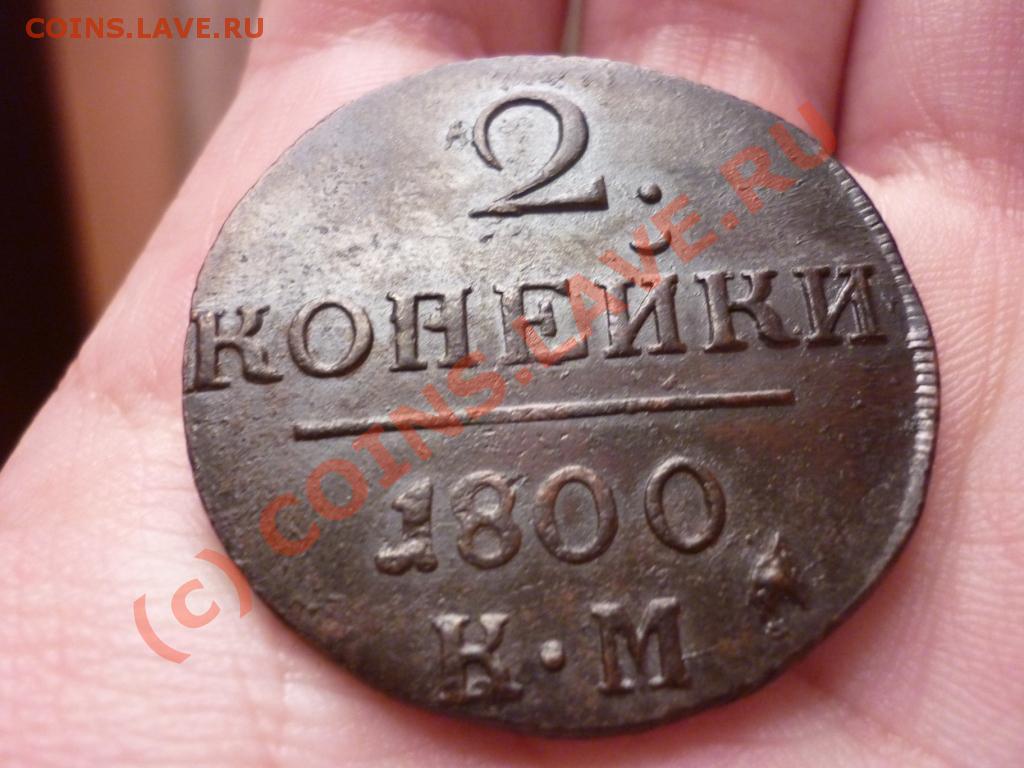 COINS.LAVE.RU
2.
КОПЕЙКИ
1800
К·М
(c) COINS.LAVE.RU